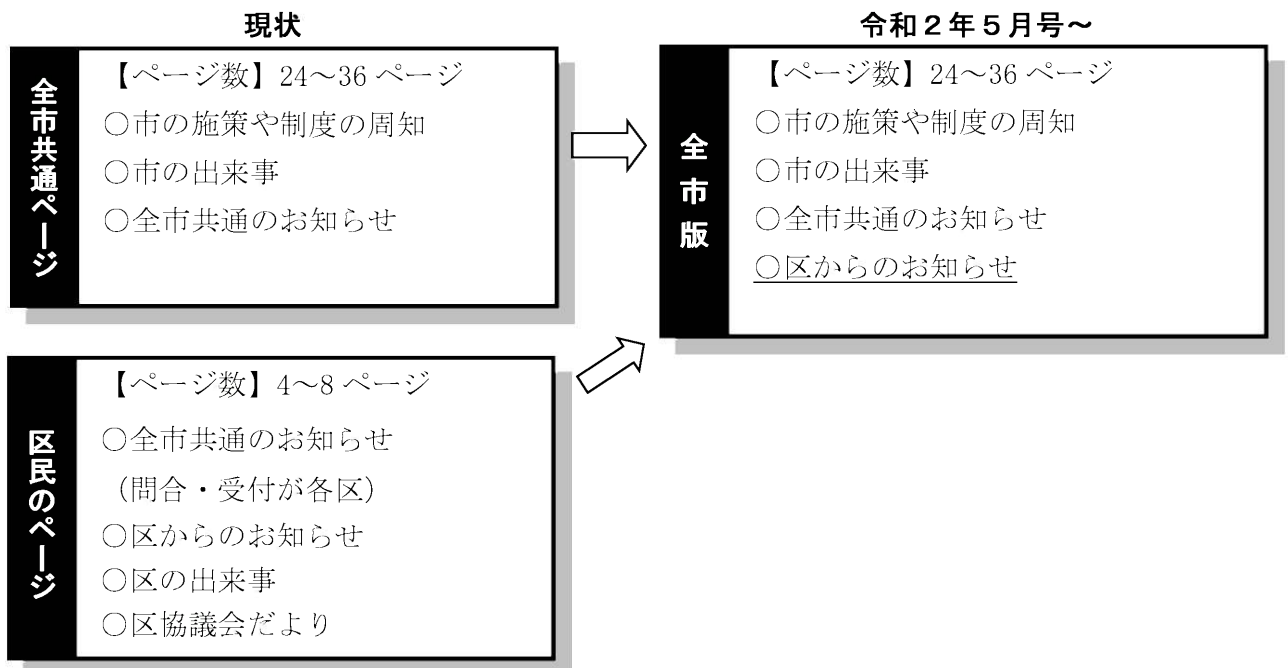 現状
全市共通ページ
【ページ数】24～36 ページ
○市の施策や制度の周知
○市の出来事
○全市共通のお知らせ
区民のページ
【ページ数】4～8 ページ
○全市共通のお知らせ
（問合・受付が各区）
○区からのお知らせ
○区の出来事
○区協議会だより
令和２年５月号～
全市版
【ページ数】24～36 ページ
○市の施策や制度の周知
○市の出来事
○全市共通のお知らせ
○区からのお知らせ